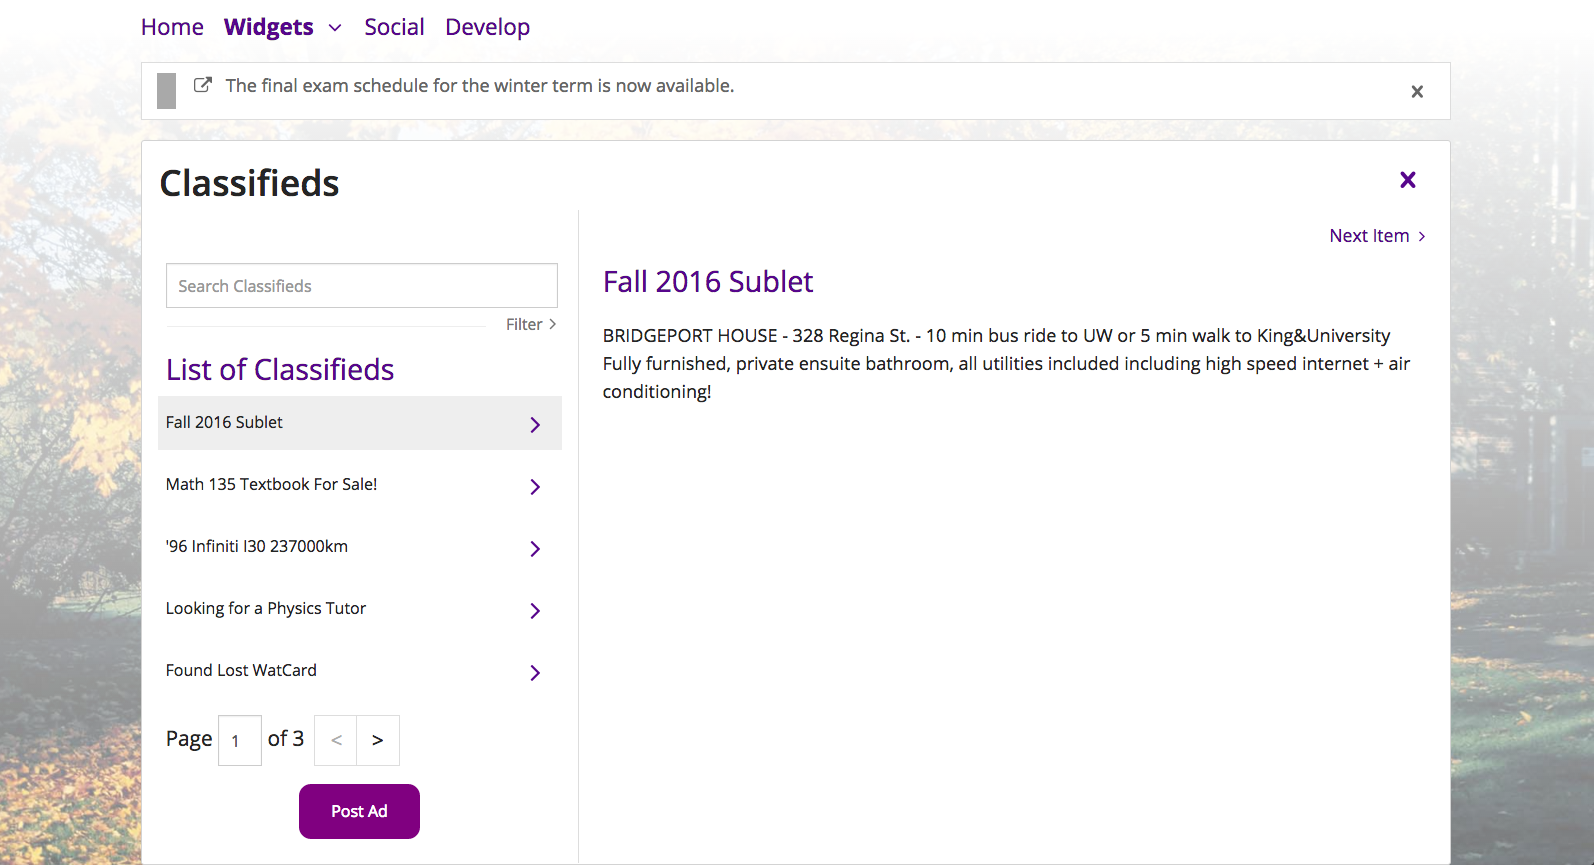 Home Widgets Social Develop
The final exam schedule for the winter term is now available.
Classifieds
Search Classifieds
Filter
List of Classifieds
Fall 2016 Sublet
Math 135 Textbook For Sale!
'96 Infiniti I30 237000km
Looking for a Physics Tutor
Found Lost WatCard
Page 1 of 3 < >
Post Ad
Next Item
Fall 2016 Sublet
BRIDGEPORT HOUSE - 328 Regina St. - 10 min bus ride to UW or 5 min walk to King&University
Fully furnished, private ensuite bathroom, all utilities included including high speed internet + air
conditioning!